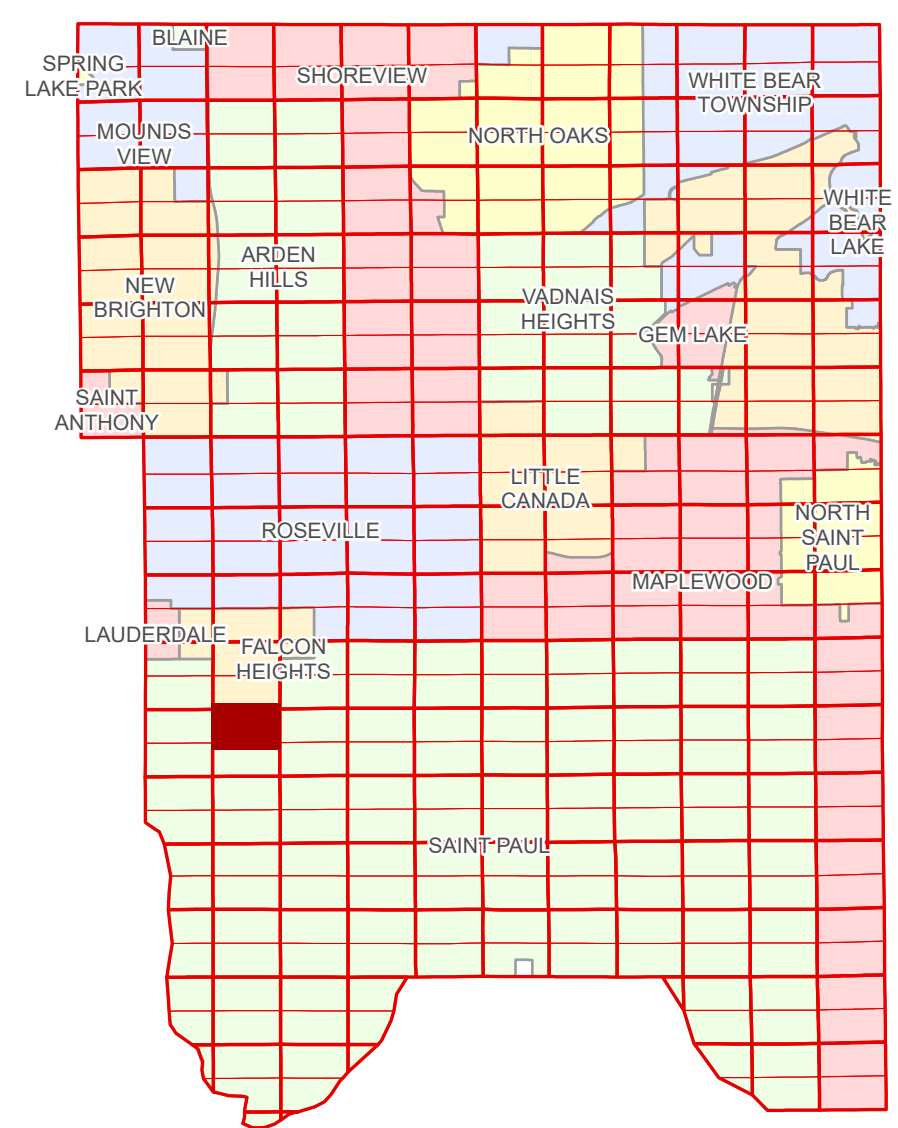 BLAINE
SPRING
LAKE PARK
SHOREVIEW
WHITE BEAR
TOWNSHIP
MOUNDS
VIEW
NORTH OAKS
WHITE
BEAR
LAKE
ARDEN
HILLS
NEW
BRIGHTON
VADNAIS
HEIGHTS
GEM LAKE
SAINT
ANTHONY
LITTLE
CANADA
NORTH
SAINT
PAUL
ROSEVILLE
MAPLEWOOD
LAUDERDALE
FALCON
HEIGHTS
SAINT PAUL